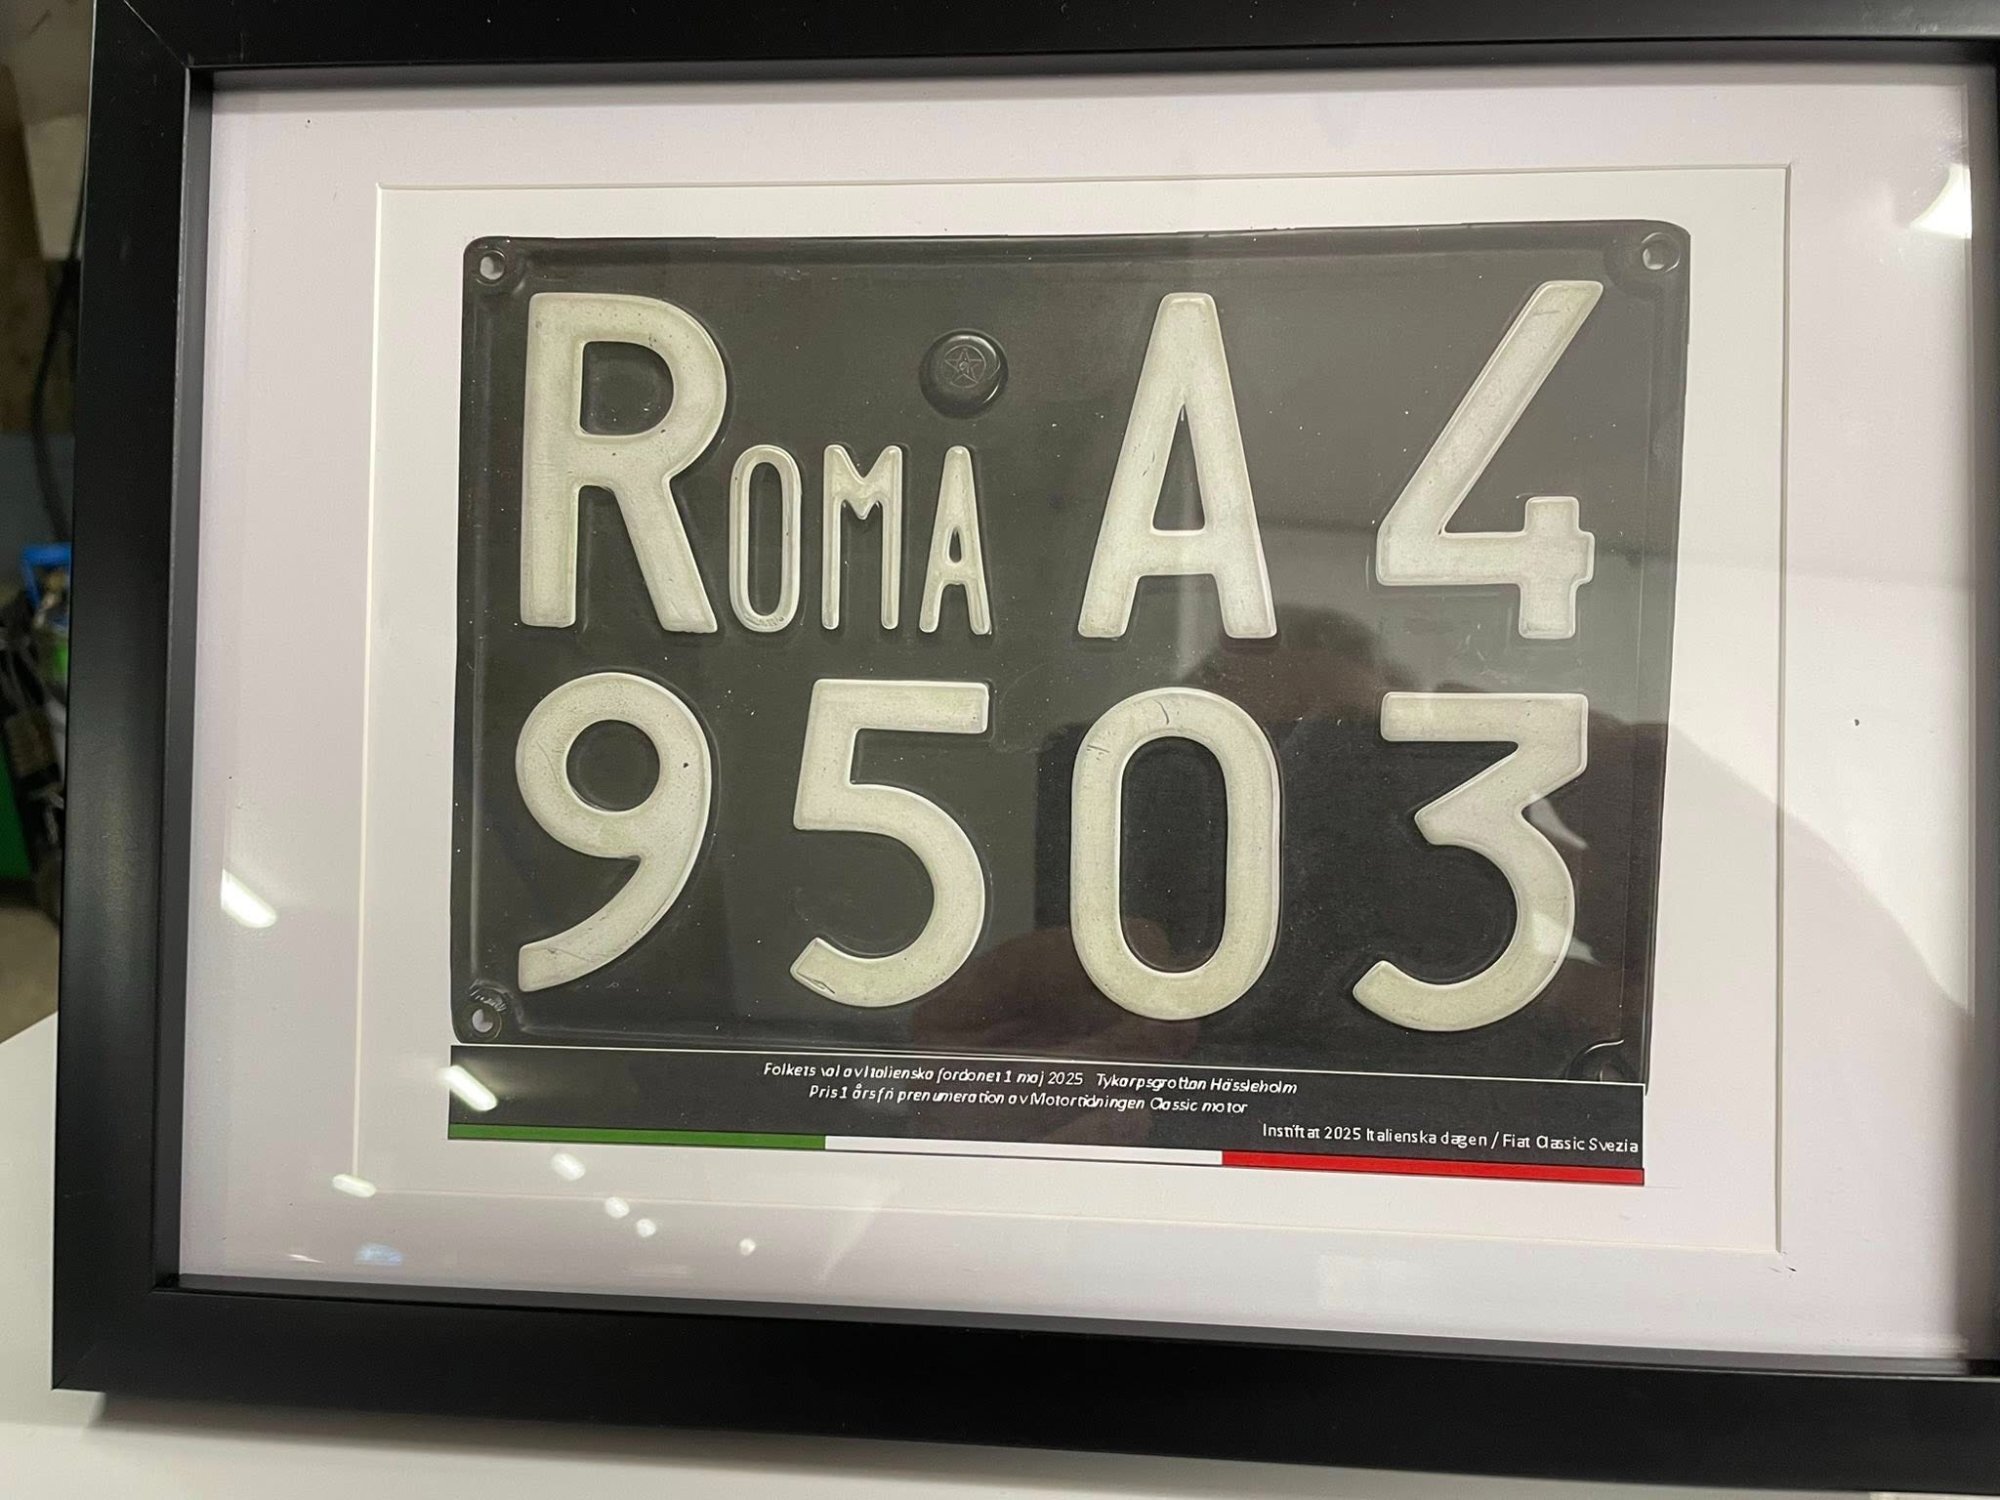 ROMA A4
9503
Folkets val av Italienska fordonet 1 maj 2025 Tykarpsgrottan Hässleholm
Pris 1 års fri prenumeration av Motortidningen Classic motor
Instiftat 2025 Italienska dagen / Fiat Classic Svezia